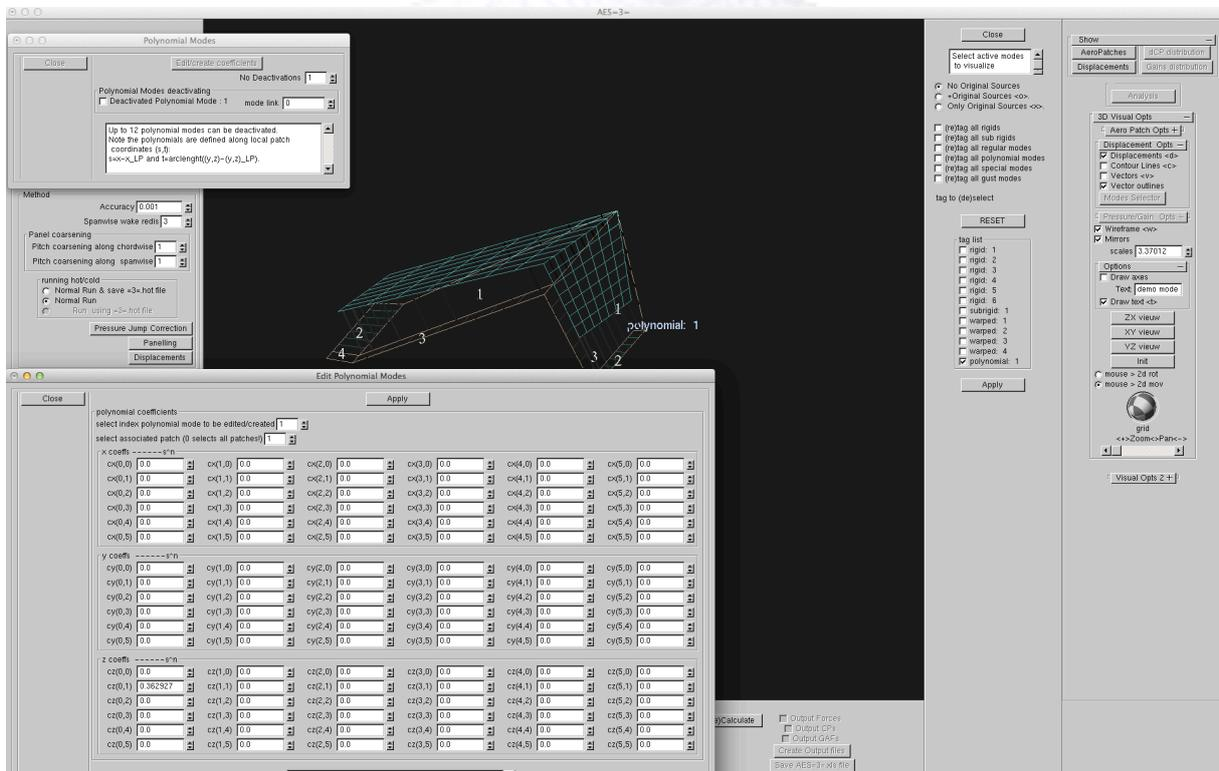 AES=3=
Polynomial Modes
Close
Edit/create coefficients
No Deactivations 1
Polynomial Modes deactivating
Deactivated Polynomial Mode : 1 mode link 0
Up to 12 polynomial modes can be deactivated.
Note the polynomials are defined along local patch
coordinates (s,t):
s=x-x_LP and t=arclenght((y,z)-(y,z)_LP).
Method
Accuracy 0.001
Spanwise wake redis 3
Panel coarsening
Pitch coarsening along chordwise 1
Pitch coarsening along spanwise 1
running hot/cold
Normal Run & save =3=.hot file
Normal Run
Run using =3= hot file
Pressure Jump Correction
Panelling
Displacements
1
2
3
4
1
polynomial: 1
3
2
Edit Polynomial Modes
Close
Apply
polynomial coefficients
select index polynomial mode to be edited/created 1
select associated patch (0 selects all patches!) 1
x coeffs ------s^n
cx(0,0) 0.0 cx(1,0) 0.0 cx(2,0) 0.0 cx(3,0) 0.0 cx(4,0) 0.0 cx(5,0) 0.0
cx(0,1) 0.0 cx(1,1) 0.0 cx(2,1) 0.0 cx(3,1) 0.0 cx(4,1) 0.0 cx(5,1) 0.0
cx(0,2) 0.0 cx(1,2) 0.0 cx(2,2) 0.0 cx(3,2) 0.0 cx(4,2) 0.0 cx(5,2) 0.0
cx(0,3) 0.0 cx(1,3) 0.0 cx(2,3) 0.0 cx(3,3) 0.0 cx(4,3) 0.0 cx(5,3) 0.0
cx(0,4) 0.0 cx(1,4) 0.0 cx(2,4) 0.0 cx(3,4) 0.0 cx(4,4) 0.0 cx(5,4) 0.0
cx(0,5) 0.0 cx(1,5) 0.0 cx(2,5) 0.0 cx(3,5) 0.0 cx(4,5) 0.0 cx(5,5) 0.0
y coeffs ------s^n
cy(0,0) 0.0 cy(1,0) 0.0 cy(2,0) 0.0 cy(3,0) 0.0 cy(4,0) 0.0 cy(5,0) 0.0
cy(0,1) 0.0 cy(1,1) 0.0 cy(2,1) 0.0 cy(3,1) 0.0 cy(4,1) 0.0 cy(5,1) 0.0
cy(0,2) 0.0 cy(1,2) 0.0 cy(2,2) 0.0 cy(3,2) 0.0 cy(4,2) 0.0 cy(5,2) 0.0
cy(0,3) 0.0 cy(1,3) 0.0 cy(2,3) 0.0 cy(3,3) 0.0 cy(4,3) 0.0 cy(5,3) 0.0
cy(0,4) 0.0 cy(1,4) 0.0 cy(2,4) 0.0 cy(3,4) 0.0 cy(4,4) 0.0 cy(5,4) 0.0
cy(0,5) 0.0 cy(1,5) 0.0 cy(2,5) 0.0 cy(3,5) 0.0 cy(4,5) 0.0 cy(5,5) 0.0
z coeffs ------s^n
cz(0,0) 0.0 cz(1,0) 0.0 cz(2,0) 0.0 cz(3,0) 0.0 cz(4,0) 0.0 cz(5,0) 0.0
cz(0,1) 0.362927 cz(1,1) 0.0 cz(2,1) 0.0 cz(3,1) 0.0 cz(4,1) 0.0 cz(5,1) 0.0
cz(0,2) 0.0 cz(1,2) 0.0 cz(2,2) 0.0 cz(3,2) 0.0 cz(4,2) 0.0 cz(5,2) 0.0
cz(0,3) 0.0 cz(1,3) 0.0 cz(2,3) 0.0 cz(3,3) 0.0 cz(4,3) 0.0 cz(5,3) 0.0
cz(0,4) 0.0 cz(1,4) 0.0 cz(2,4) 0.0 cz(3,4) 0.0 cz(4,4) 0.0 cz(5,4) 0.0
cz(0,5) 0.0 cz(1,5) 0.0 cz(2,5) 0.0 cz(3,5) 0.0 cz(4,5) 0.0 cz(5,5) 0.0
e)Calculate
Output Forces
Output CPs
Output GAFs
Create Output files
Save AES=3=.xls file
Close
Select active modes
to visualize
No Original Sources
+Original Sources <o>.
Only Original Sources <x>.
(re)tag all rigids
(re)tag all sub rigids
(re)tag all regular modes
(re)tag all polynomial modes
(re)tag all special modes
(re)tag all gust modes
tag to (de)select
RESET
tag list
rigid: 1
rigid: 2
rigid: 3
rigid: 4
rigid: 5
rigid: 6
subrigid: 1
warped: 1
warped: 2
warped: 3
warped: 4
polynomial: 1
Apply
Show
AeroPatches
dCP distribution
Displacements
Gains distribution
Analysis
3D Visual Opts
Aero Patch Opts +
Displacement Opts
Displacements <d>
Contour Lines <c>
Vectors <v>
Vector outlines
Modes Selector
Pressure/Gain Opts
Wireframe <w>
Mirrors
scales 3.37012
Options
Draw axes
Text: demo mode
Draw text <t>
ZX vieuw
XY vieuw
YZ vieuw
Init
mouse > 2d rot
mouse > 2d mov
grid
<+>Zoom<>Pan<->
Visual Opts 2 +